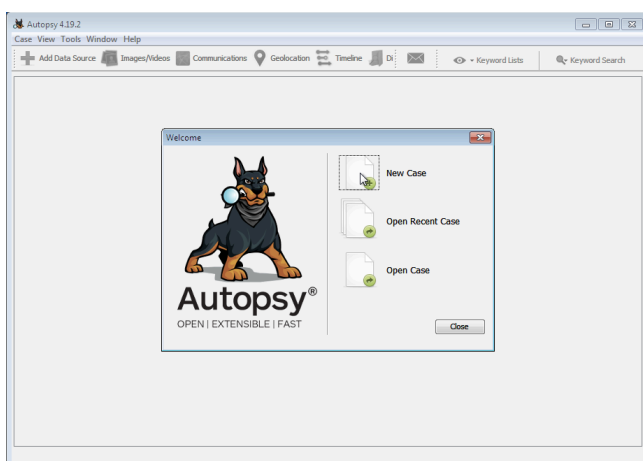 Autopsy 4.19.2
Case View Tools Window Help
Add Data Source Images/Videos Communications Geolocation Timeline Di Keyword Lists Keyword Search
Welcome
New Case
Open Recent Case
Open Case
Autopsy®
OPEN | EXTENSIBLE | FAST
Close